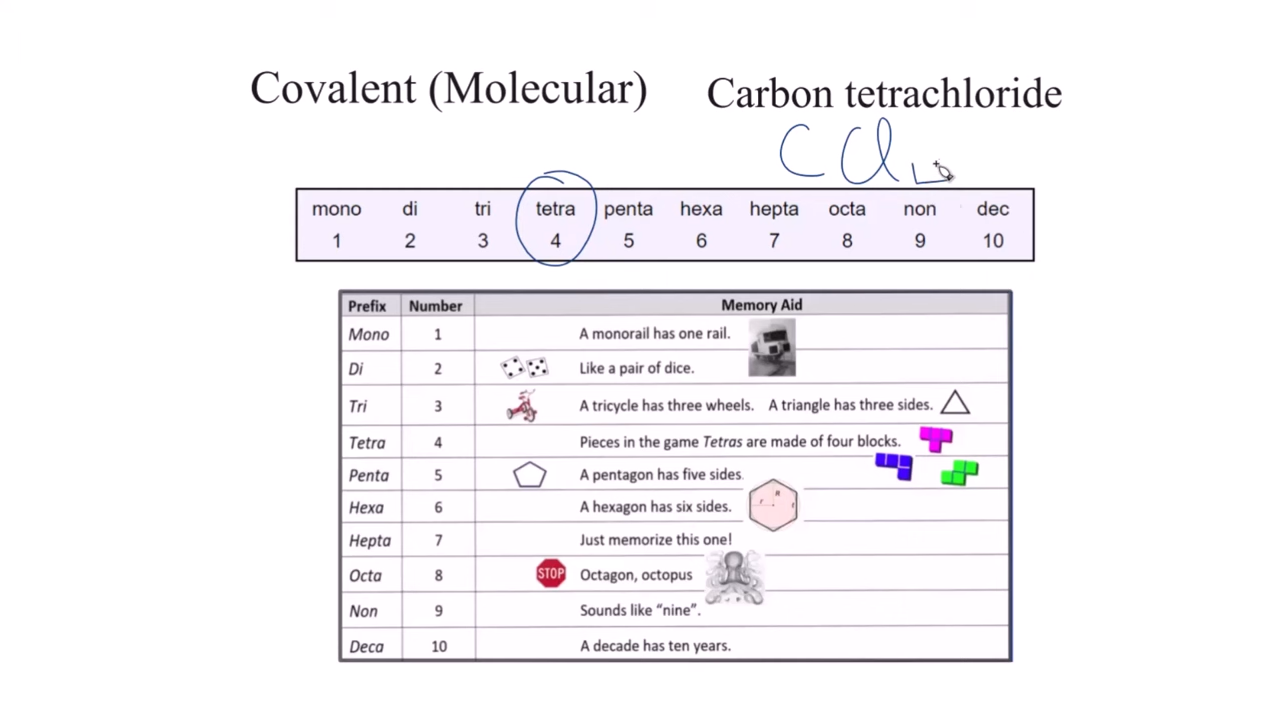 Covalent (Molecular) Carbon tetrachloride
CCl
mono di tri tetra penta hexa hepta octa non dec
1 2 3 4 5 6 7 8 9 10
Prefix Number Memory Aid
Mono 1 A monorail has one rail.
Di 2 Like a pair of dice.
Tri 3 A tricycle has three wheels. A triangle has three sides.
Tetra 4 Pieces in the game Tetras are made of four blocks.
Penta 5 A pentagon has five sides.
Hexa 6 A hexagon has six sides.
Hepta 7 Just memorize this one!
Octa 8 STOP Octagon, octopus
Non 9 Sounds like “nine”.
Deca 10 A decade has ten years.